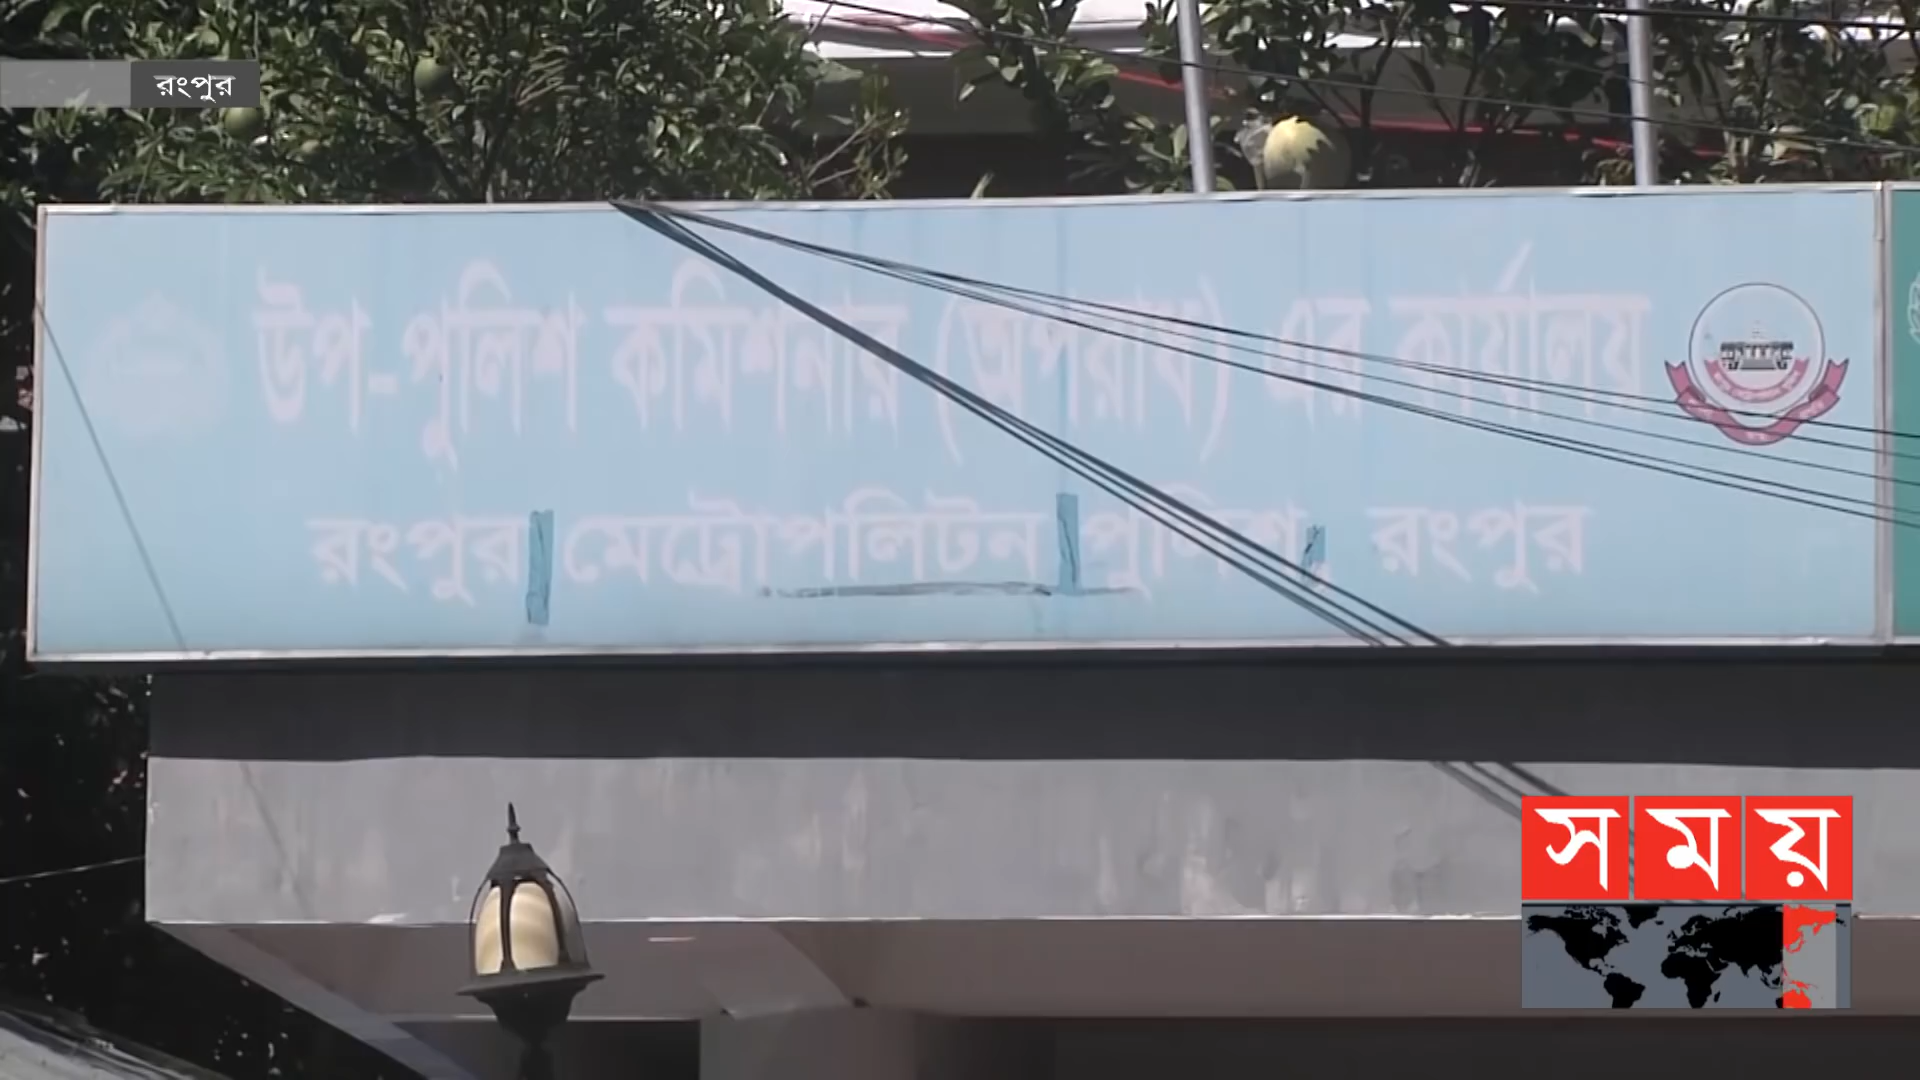 রংপুর
উপ-পুলিশ কমিশনার (অপরাধ) এর কার্যালয়
রংপুর মেট্রোপলিটন পুলিশ, রংপুর
সময়